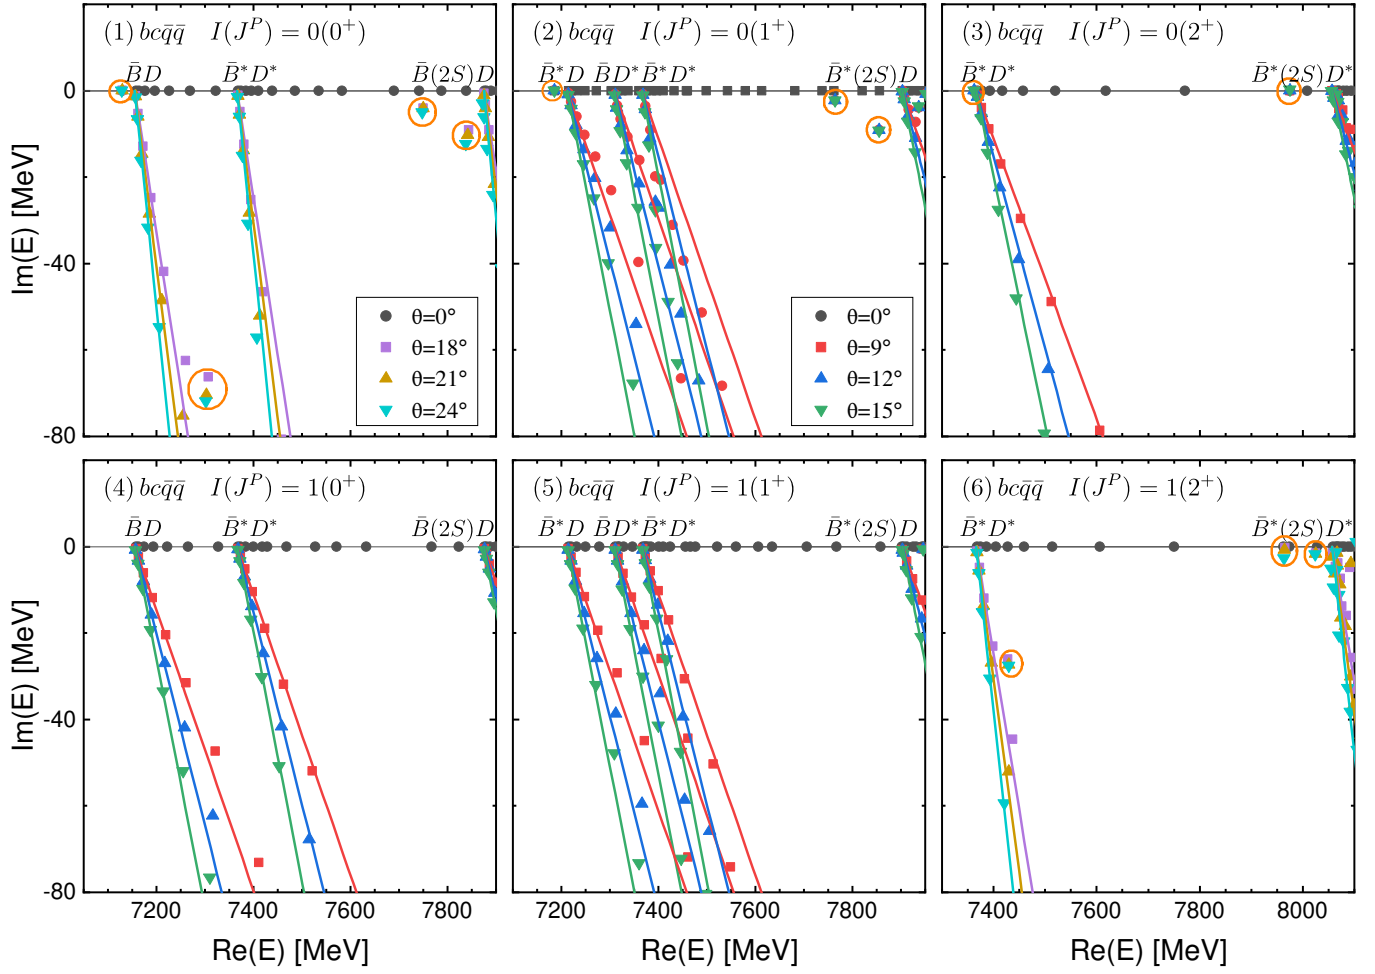 (1) bcq̄q̄ I(J^P) = 0(0^+)
B̄D B̄*D* B̄(2S)D
(2) bcq̄q̄ I(J^P) = 0(1^+)
B̄*D B̄D* B̄*D* B̄*(2S)D
(3) bcq̄q̄ I(J^P) = 0(2^+)
B̄*D* B̄*(2S)D*
Im(E) [MeV]
0
-40
-80
θ=0°
θ=18°
θ=21°
θ=24°
θ=0°
θ=9°
θ=12°
θ=15°
(4) bcq̄q̄ I(J^P) = 1(0^+)
B̄D B̄*D* B̄(2S)D
(5) bcq̄q̄ I(J^P) = 1(1^+)
B̄*D B̄D* B̄*D* B̄*(2S)D
(6) bcq̄q̄ I(J^P) = 1(2^+)
B̄*D* B̄*(2S)D*
Im(E) [MeV]
0
-40
-80
7200 7400 7600 7800
7200 7400 7600 7800
7400 7600 7800 8000
Re(E) [MeV]
Re(E) [MeV]
Re(E) [MeV]